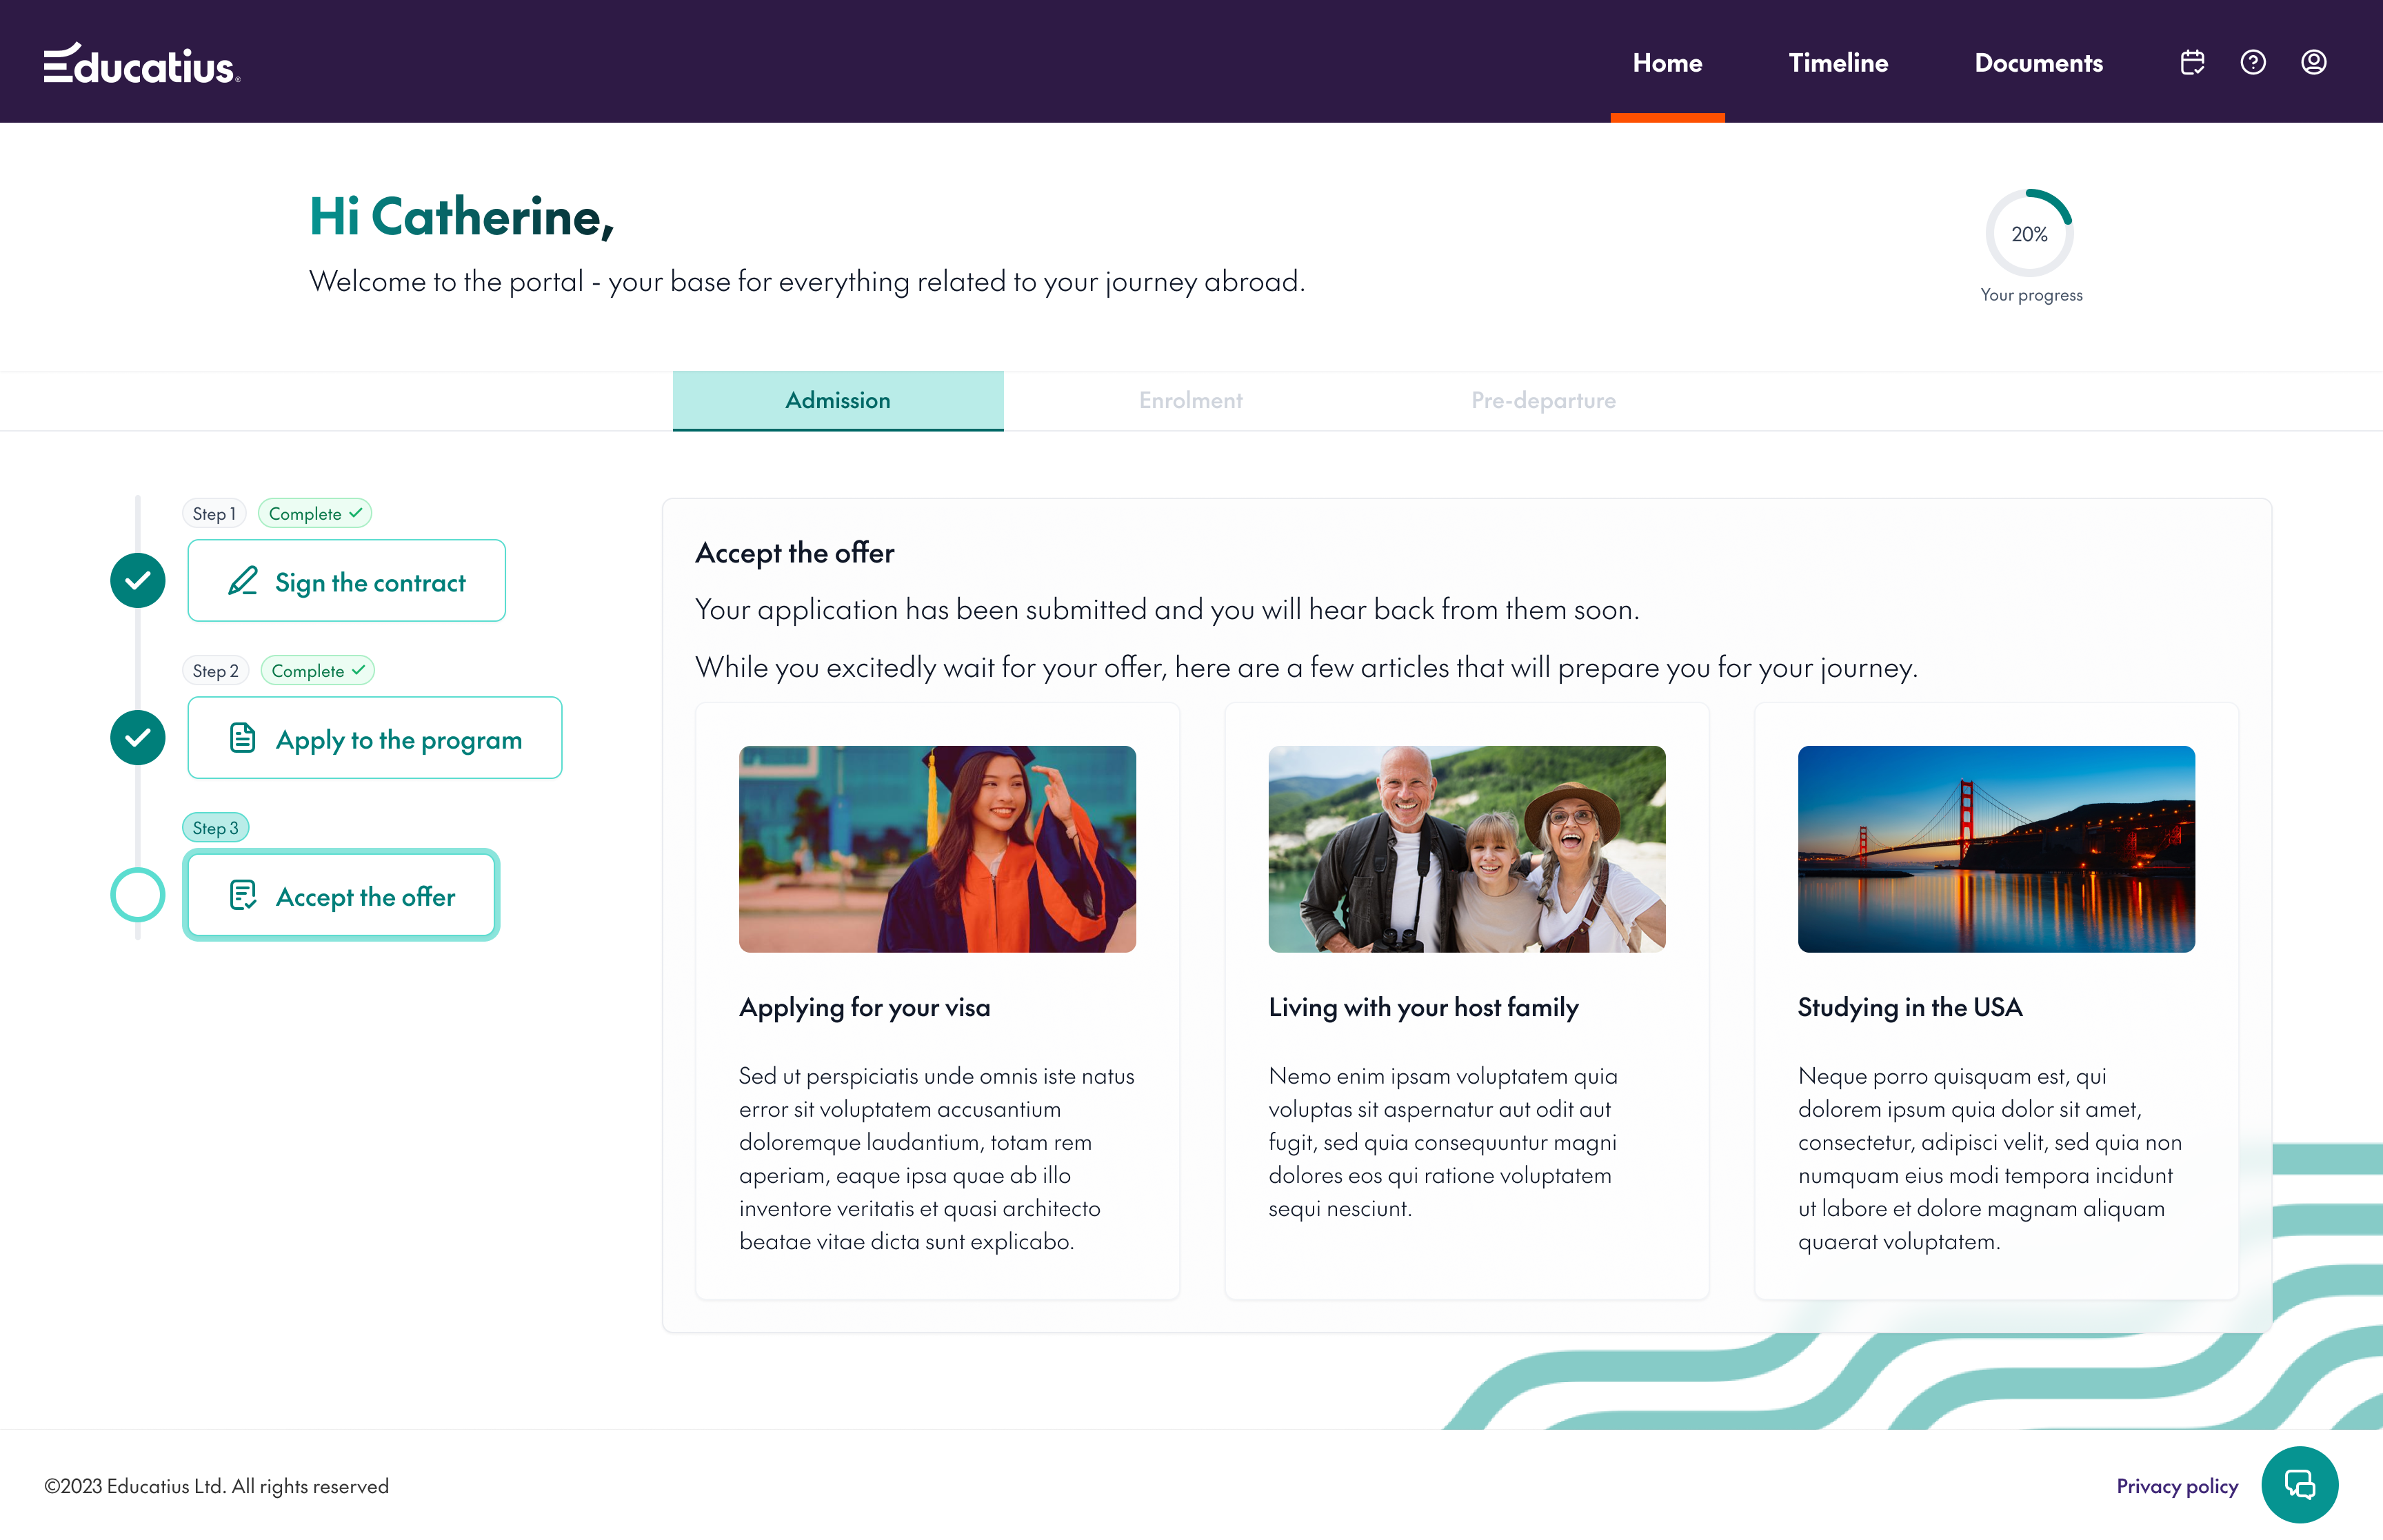 Educatius®
Home
Timeline
Documents
Hi Catherine,
Welcome to the portal - your base for everything related to your journey abroad.
20%
Your progress
Admission
Enrolment
Pre-departure
Step 1
Complete
Sign the contract
Step 2
Complete
Apply to the program
Step 3
Accept the offer
Accept the offer
Your application has been submitted and you will hear back from them soon.
While you excitedly wait for your offer, here are a few articles that will prepare you for your journey.
Applying for your visa
Sed ut perspiciatis unde omnis iste natus
error sit voluptatem accusantium
doloremque laudantium, totam rem
aperiam, eaque ipsa quae ab illo
inventore veritatis et quasi architecto
beatae vitae dicta sunt explicabo.
Living with your host family
Nemo enim ipsam voluptatem quia
voluptas sit aspernatur aut odit aut
fugit, sed quia consequuntur magni
dolores eos qui ratione voluptatem
sequi nesciunt.
Studying in the USA
Neque porro quisquam est, qui
dolorem ipsum quia dolor sit amet,
consectetur, adipisci velit, sed quia non
numquam eius modi tempora incidunt
ut labore et dolore magnam aliquam
quaerat voluptatem.
©2023 Educatius Ltd. All rights reserved
Privacy policy